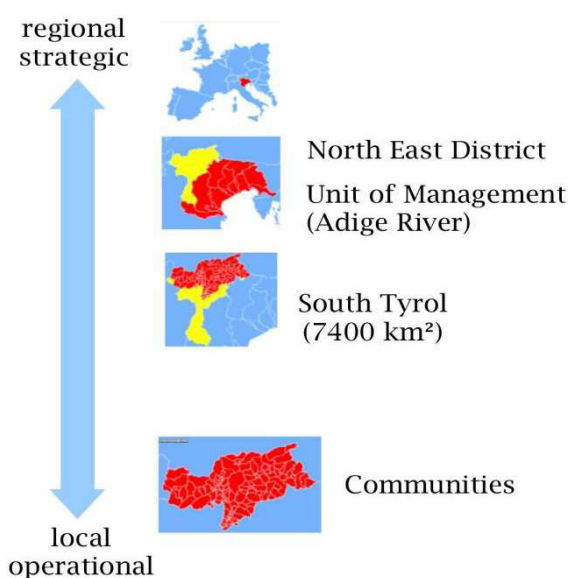 regional
strategic
North East District
Unit of Management
(Adige River)
South Tyrol
(7400 km²)
Communities
local
operational